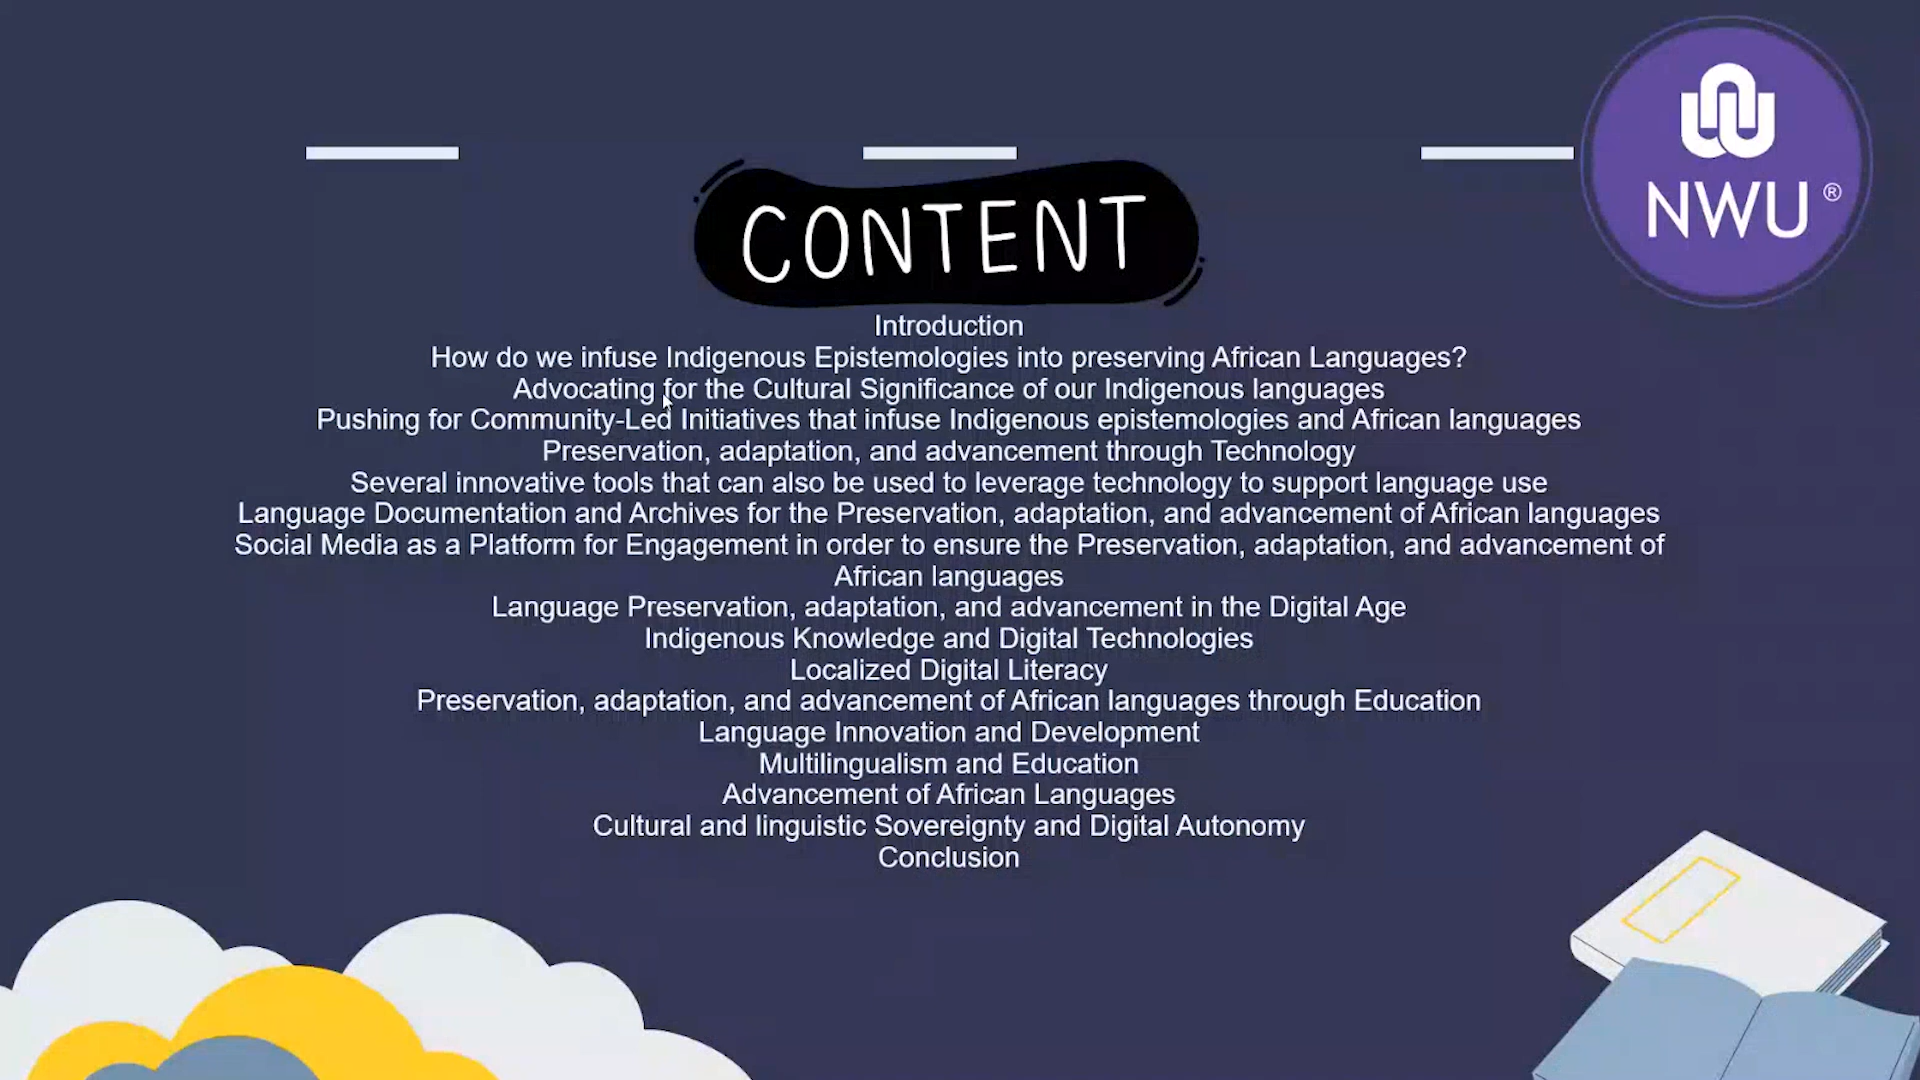 NWU®
CONTENT
Introduction
How do we infuse Indigenous Epistemologies into preserving African Languages?
Advocating for the Cultural Significance of our Indigenous languages
Pushing for Community-Led Initiatives that infuse Indigenous epistemologies and African languages
Preservation, adaptation, and advancement through Technology
Several innovative tools that can also be used to leverage technology to support language use
Language Documentation and Archives for the Preservation, adaptation, and advancement of African languages
Social Media as a Platform for Engagement in order to ensure the Preservation, adaptation, and advancement of
African languages
Language Preservation, adaptation, and advancement in the Digital Age
Indigenous Knowledge and Digital Technologies
Localized Digital Literacy
Preservation, adaptation, and advancement of African languages through Education
Language Innovation and Development
Multilingualism and Education
Advancement of African Languages
Cultural and linguistic Sovereignty and Digital Autonomy
Conclusion